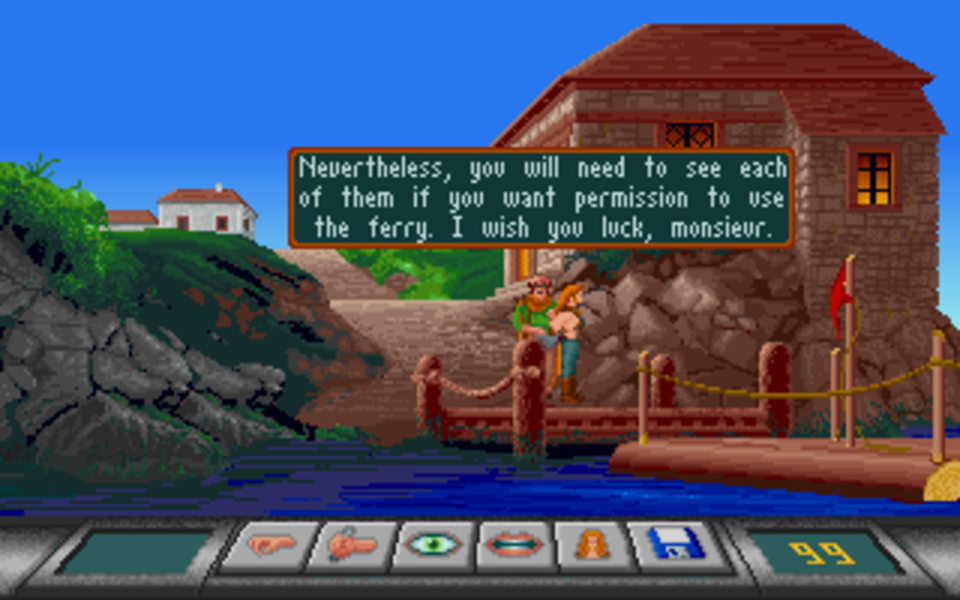 Nevertheless, you will need to see each
of them if you want permission to use
the ferry. I wish you luck, monsieur.
99